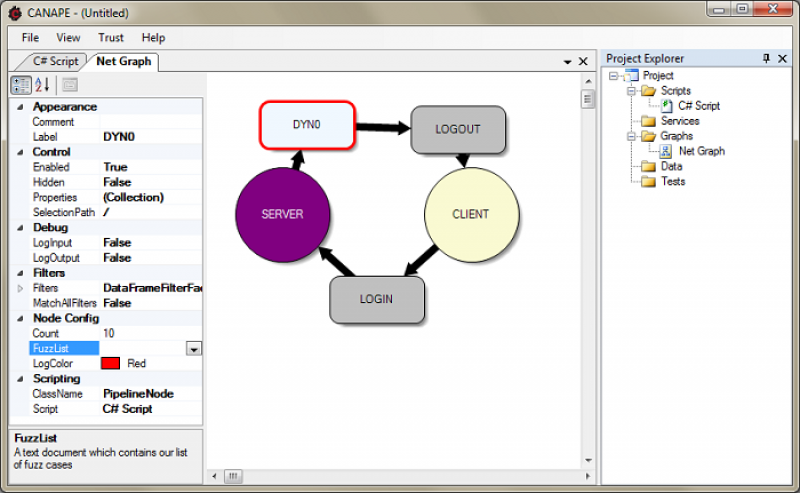 CANAPE - (Untitled)
File View Trust Help
C# Script Net Graph
Appearance
Comment
Label DYN0
Control
Enabled True
Hidden False
Properties (Collection)
SelectionPath /
Debug
LogInput False
LogOutput False
Filters
Filters DataFrameFilterFac
MatchAllFilters False
Node Config
Count 10
FuzzList
LogColor Red
Scripting
ClassName PipelineNode
Script C# Script
FuzzList
A text document which contains our list
of fuzz cases
DYN0
LOGOUT
SERVER
CLIENT
LOGIN
Project Explorer
Project
Scripts
C# Script
Services
Graphs
Net Graph
Data
Tests